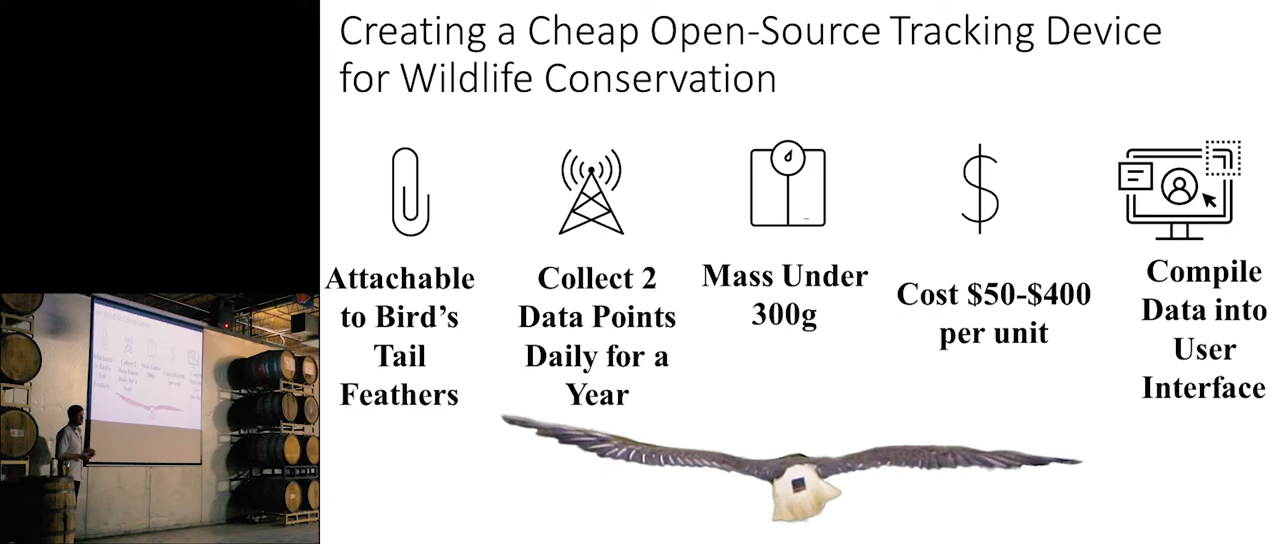 Creating a Cheap Open-Source Tracking Device
for Wildlife Conservation
Attachable
to Bird’s
Tail
Feathers
Collect 2
Data Points
Daily for a
Year
Mass Under
300g
Cost $50-$400
per unit
Compile
Data into
User
Interface